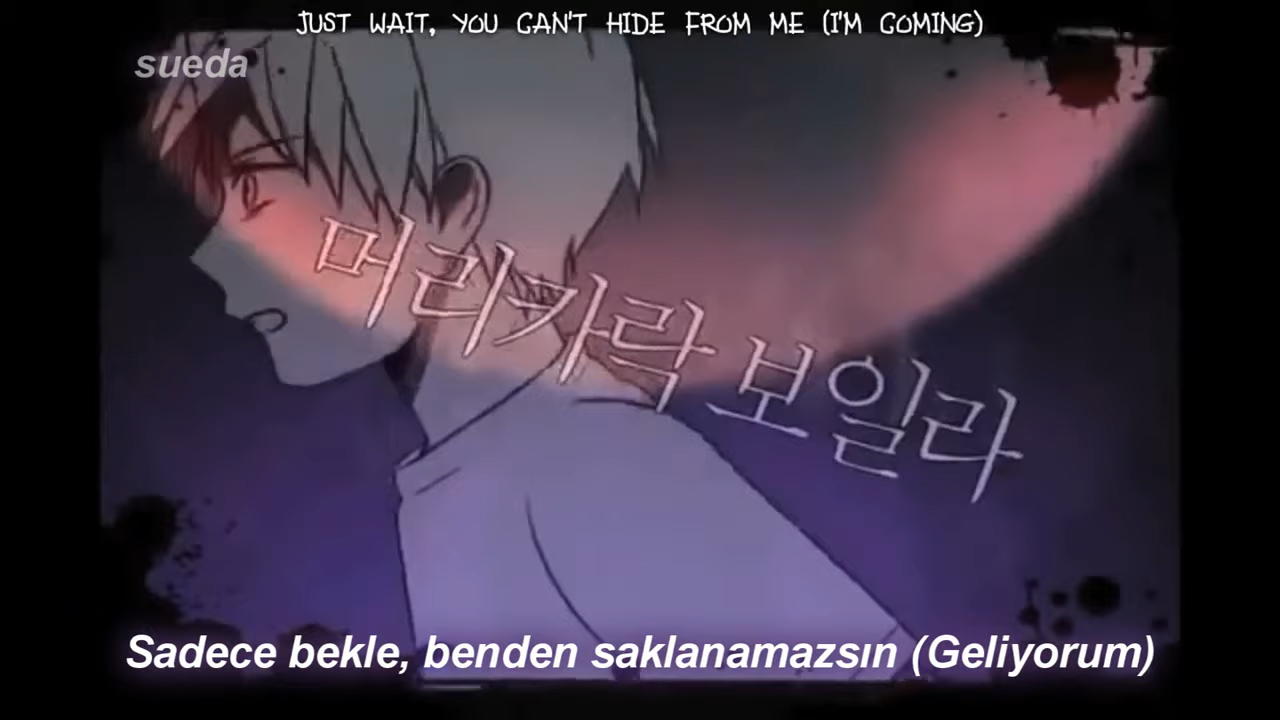 JUST WAIT, YOU CAN'T HIDE FROM ME (I'M COMING)
sueda
머리카락 보일라
Sadece bekle, benden saklanamazsın (Geliyorum)